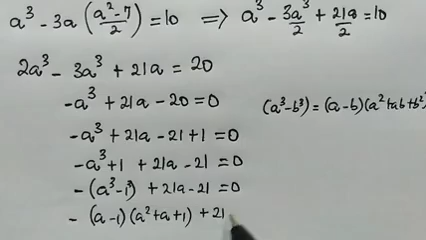 a³ - 3a (a² - 7 / 2) = 10 ⟹ a³ - 3a³/2 + 21a/2 = 10
2a³ - 3a³ + 21a = 20
-a³ + 21a - 20 = 0
(a³-b³) = (a-b)(a²+ab+b²)
-a³ + 21a - 21 + 1 = 0
-a³ + 1 + 21a - 21 = 0
- (a³ - 1³) + 21a - 21 = 0
- (a-1) (a² + a + 1) + 21